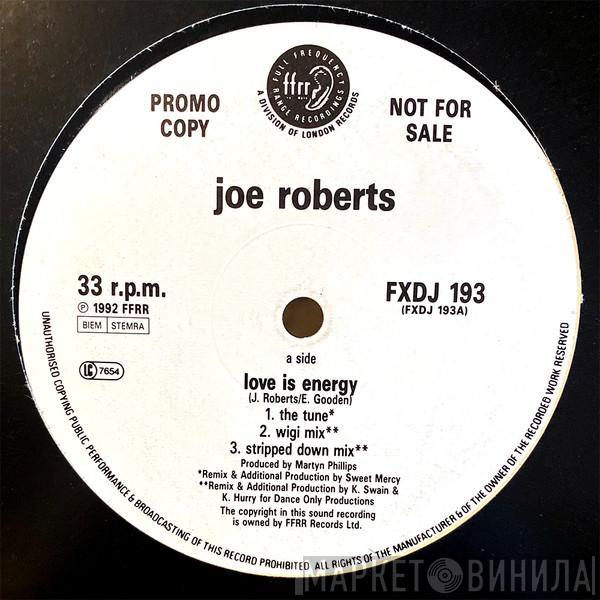 FULL FREQUENCY
RANGE RECORDINGS
ffrr
A DIVISION OF LONDON RECORDS
PROMO
COPY
NOT FOR
SALE
joe roberts
33 r.p.m.
℗ 1992 FFRR
BIEM STEMRA
LC 7654
FXDJ 193
(FXDJ 193A)
a side
love is energy
(J. Roberts/E. Gooden)
1. the tune*
2. wigi mix**
3. stripped down mix**
Produced by Martyn Phillips
*Remix & Additional Production by Sweet Mercy
**Remix & Additional Production by K. Swain &
K. Hurry for Dance Only Productions
The copyright in this sound recording
is owned by FFRR Records Ltd.
UNAUTHORISED COPYING PUBLIC PERFORMANCE & BROADCASTING OF THIS RECORD PROHIBITED ALL RIGHTS OF THE MANUFACTURER & OF THE OWNER OF THE RECORDED WORK RESERVED
МАРКЕТ ВИНИЛА